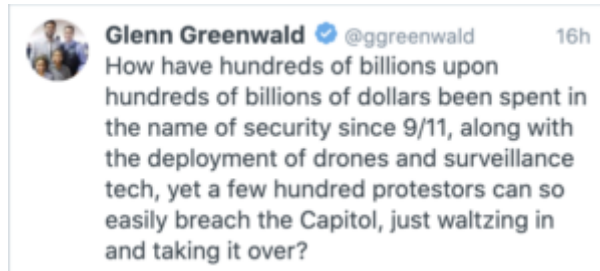 Glenn Greenwald @ggreenwald 16h
How have hundreds of billions upon
hundreds of billions of dollars been spent in
the name of security since 9/11, along with
the deployment of drones and surveillance
tech, yet a few hundred protestors can so
easily breach the Capitol, just waltzing in
and taking it over?